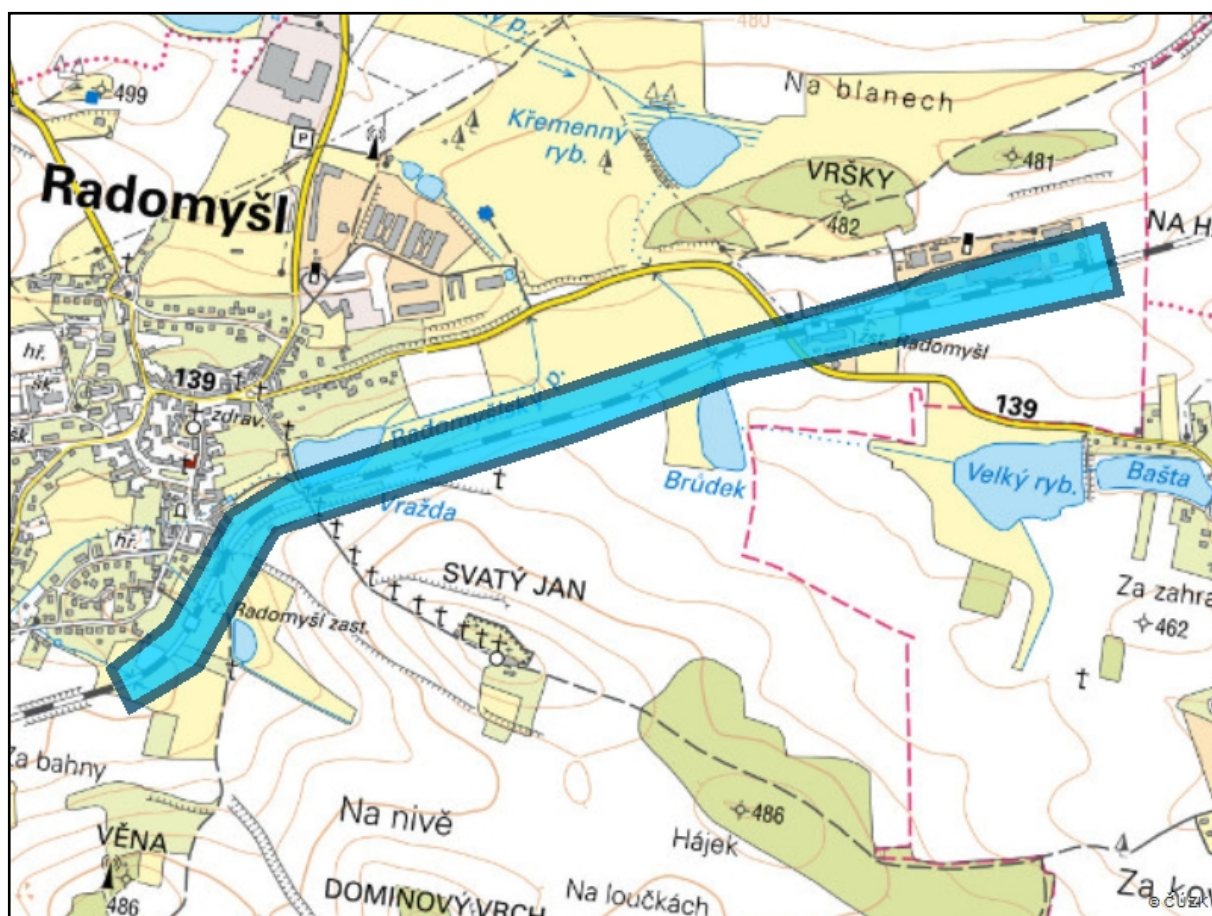 480
ý p.
Na blanech
499
Křemenný
ryb.
P
481
VRŠKY
Radomyšl
482
NA H
hř.
žst. Radomyšl
šk.
139
139
zdrav.
Radomyšlský p.
šk.
Velký ryb.
Bašta
Brůdek
Vražda
hř.
SVATÝ JAN
Za zahra
Radomyšl zast.
462
Za bahny
486
Na nivě
VĚNA
Hájek
DOMINOVÝ VRCH
Na loučkách
Za kov
486
© ČÚZK